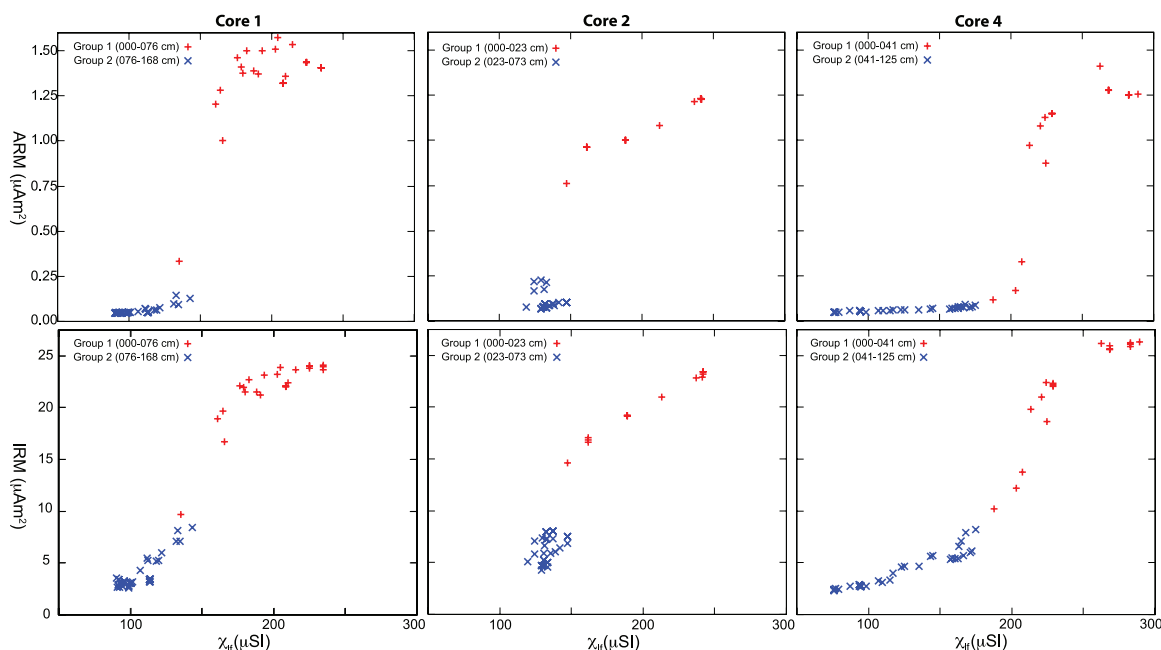 Core 1 Core 2 Core 4
Group 1 (000-076 cm) +
Group 2 (076-168 cm) ×
Group 1 (000-023 cm) +
Group 2 (023-073 cm) ×
Group 1 (000-041 cm) +
Group 2 (041-125 cm) ×
1.50
1.25
1.00
0.75
0.50
0.25
0.00
ARM (μAm²)
Group 1 (000-076 cm) +
Group 2 (076-168 cm) ×
Group 1 (000-023 cm) +
Group 2 (023-073 cm) ×
Group 1 (000-041 cm) +
Group 2 (041-125 cm) ×
25
20
15
10
5
0
IRM (μAm²)
100 200 300 100 200 300 100 200 300
χlf(μSI) χlf(μSI) χlf(μSI)